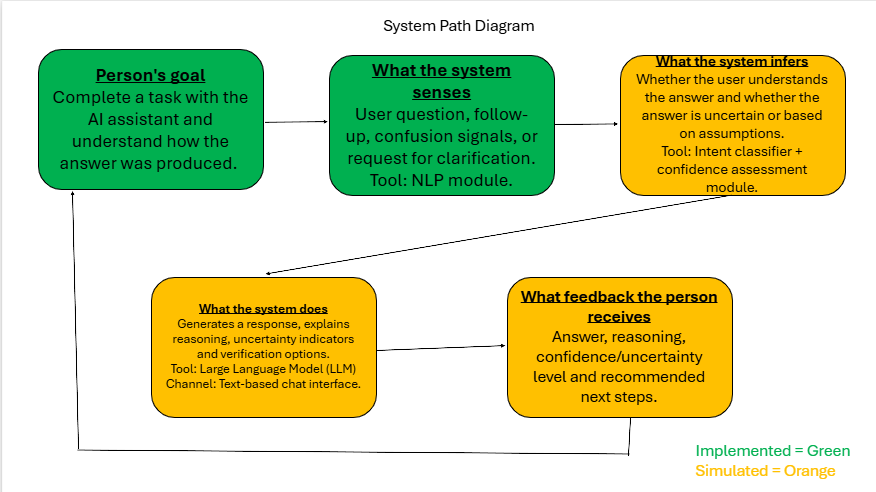 System Path Diagram
Person's goal
Complete a task with the
AI assistant and
understand how the
answer was produced.
What the system
senses
User question, follow-
up, confusion signals, or
request for clarification.
Tool: NLP module.
What the system infers
Whether the user understands
the answer and whether the
answer is uncertain or based
on assumptions.
Tool: Intent classifier +
confidence assessment
module.
What the system does
Generates a response, explains
reasoning, uncertainty indicators
and verification options.
Tool: Large Language Model (LLM)
Channel: Text-based chat interface.
What feedback the person
receives
Answer, reasoning,
confidence/uncertainty
level and recommended
next steps.
Implemented = Green
Simulated = Orange